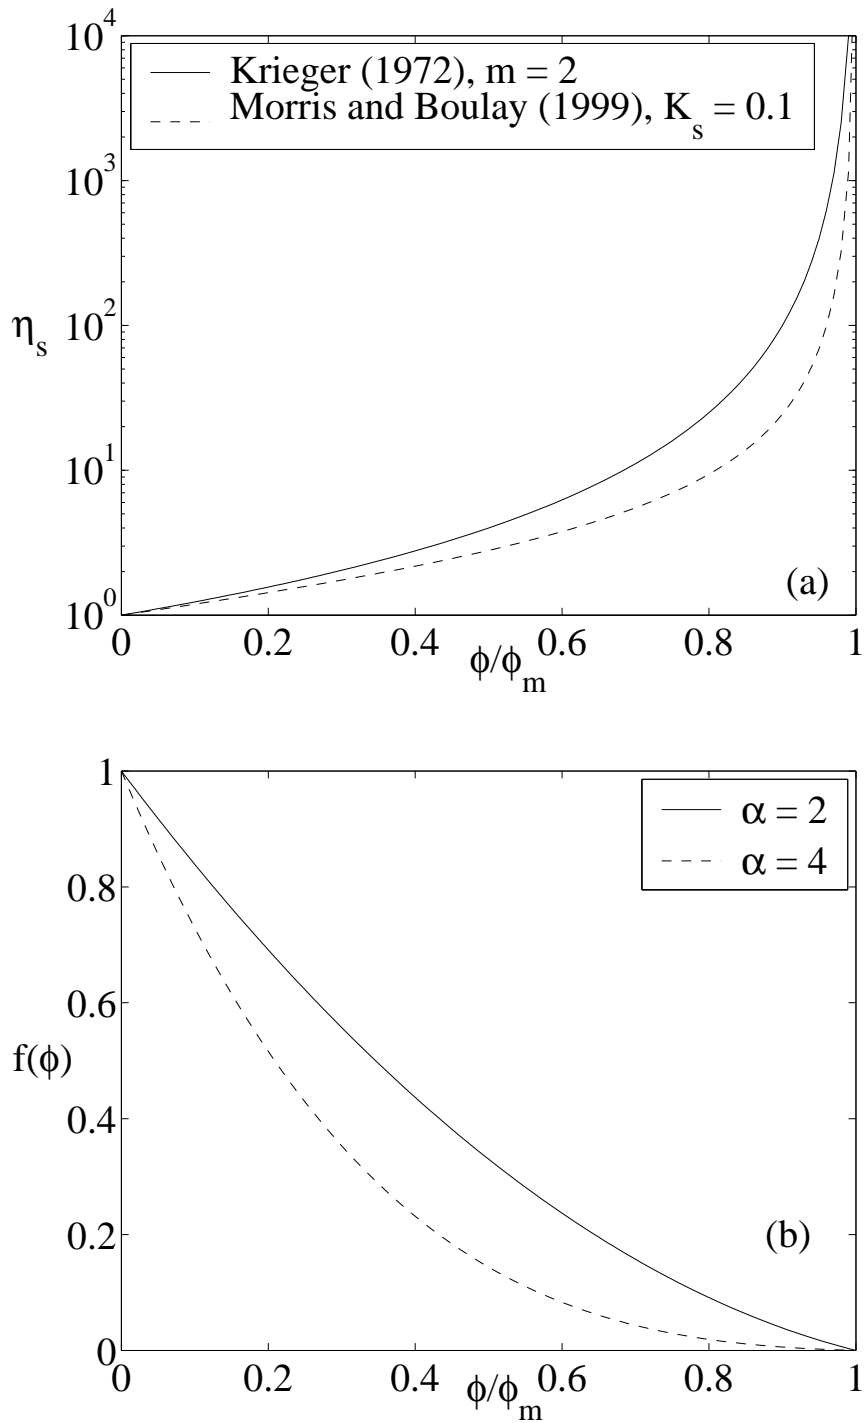 10^4
Krieger (1972), m = 2
Morris and Boulay (1999), K_s = 0.1
10^3
10^2
η_s
10^1
10^0
(a)
0 0.2 0.4 0.6 0.8 1
ϕ/ϕ_m
1
α = 2
α = 4
0.8
0.6
f(ϕ)
0.4
0.2
(b)
0
0 0.2 0.4 0.6 0.8 1
ϕ/ϕ_m